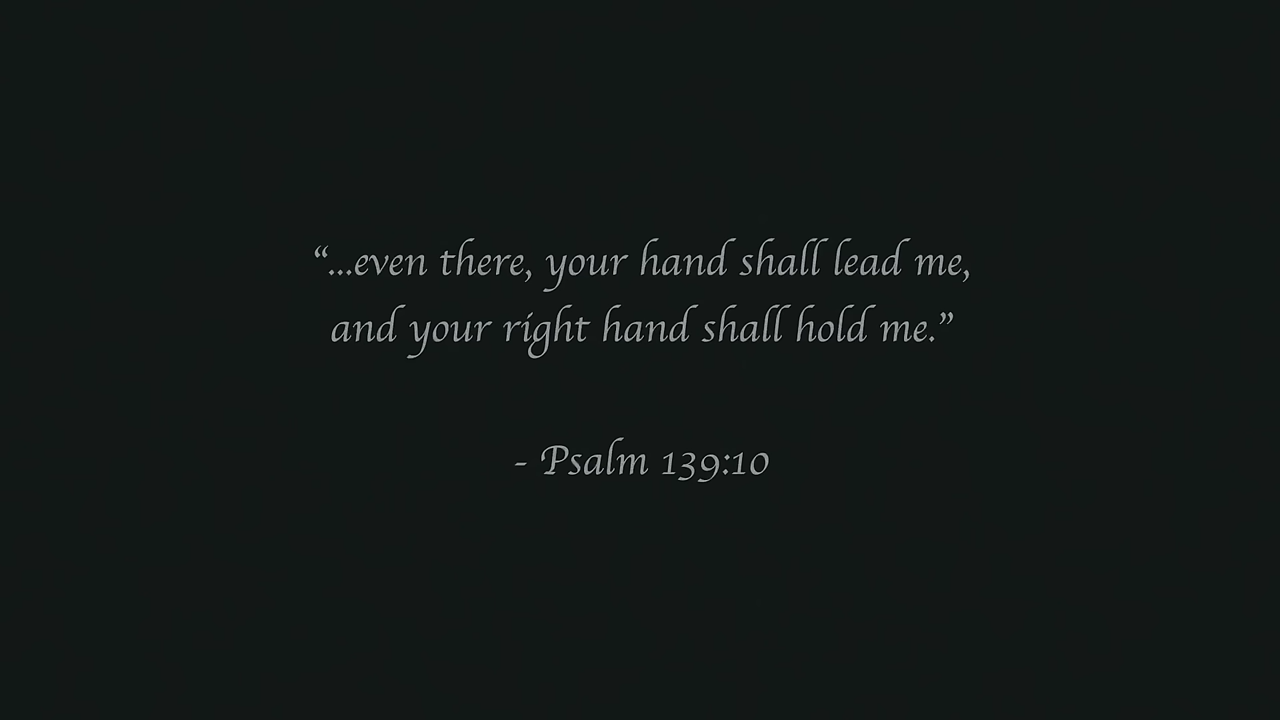 “...even there, your hand shall lead me,
and your right hand shall hold me.”
- Psalm 139:10